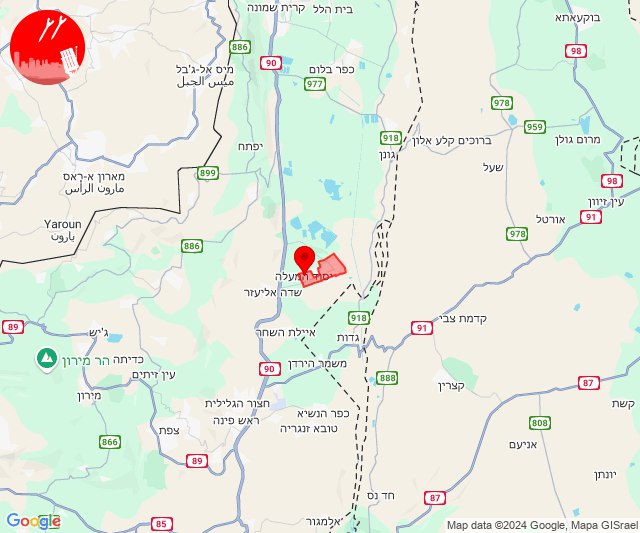 קרית שמונה
בית הלל
בוקעאתא
886
90
98
מיס אל-ג'בל
ميس الجبل
כפר בלום
977
978
959
918
ברוכים קלע אלון
מרום גולן
יפתח
גונן
899
מארון א-ראס
مارون الراس
שעל
98
עין זיוון
Yaroun
يارون
91
אורטל
886
978
יסוד המעלה
שדה אליעזר
89
ג'יש
איילת השחר
918
91
קדמת צבי
גדות
הר מירון
כדיתה
עין זיתים
90
משמר הירדן
888
קצרין
87
מירון
חצור הגלילית
ראש פינה
כפר הנשיא
טובא זנגריה
קשת
866
צפת
808
אניעם
89
יונתן
85
אלמגור
חד נס
87
Google
Map data ©2024 Google, Mapa GISrael